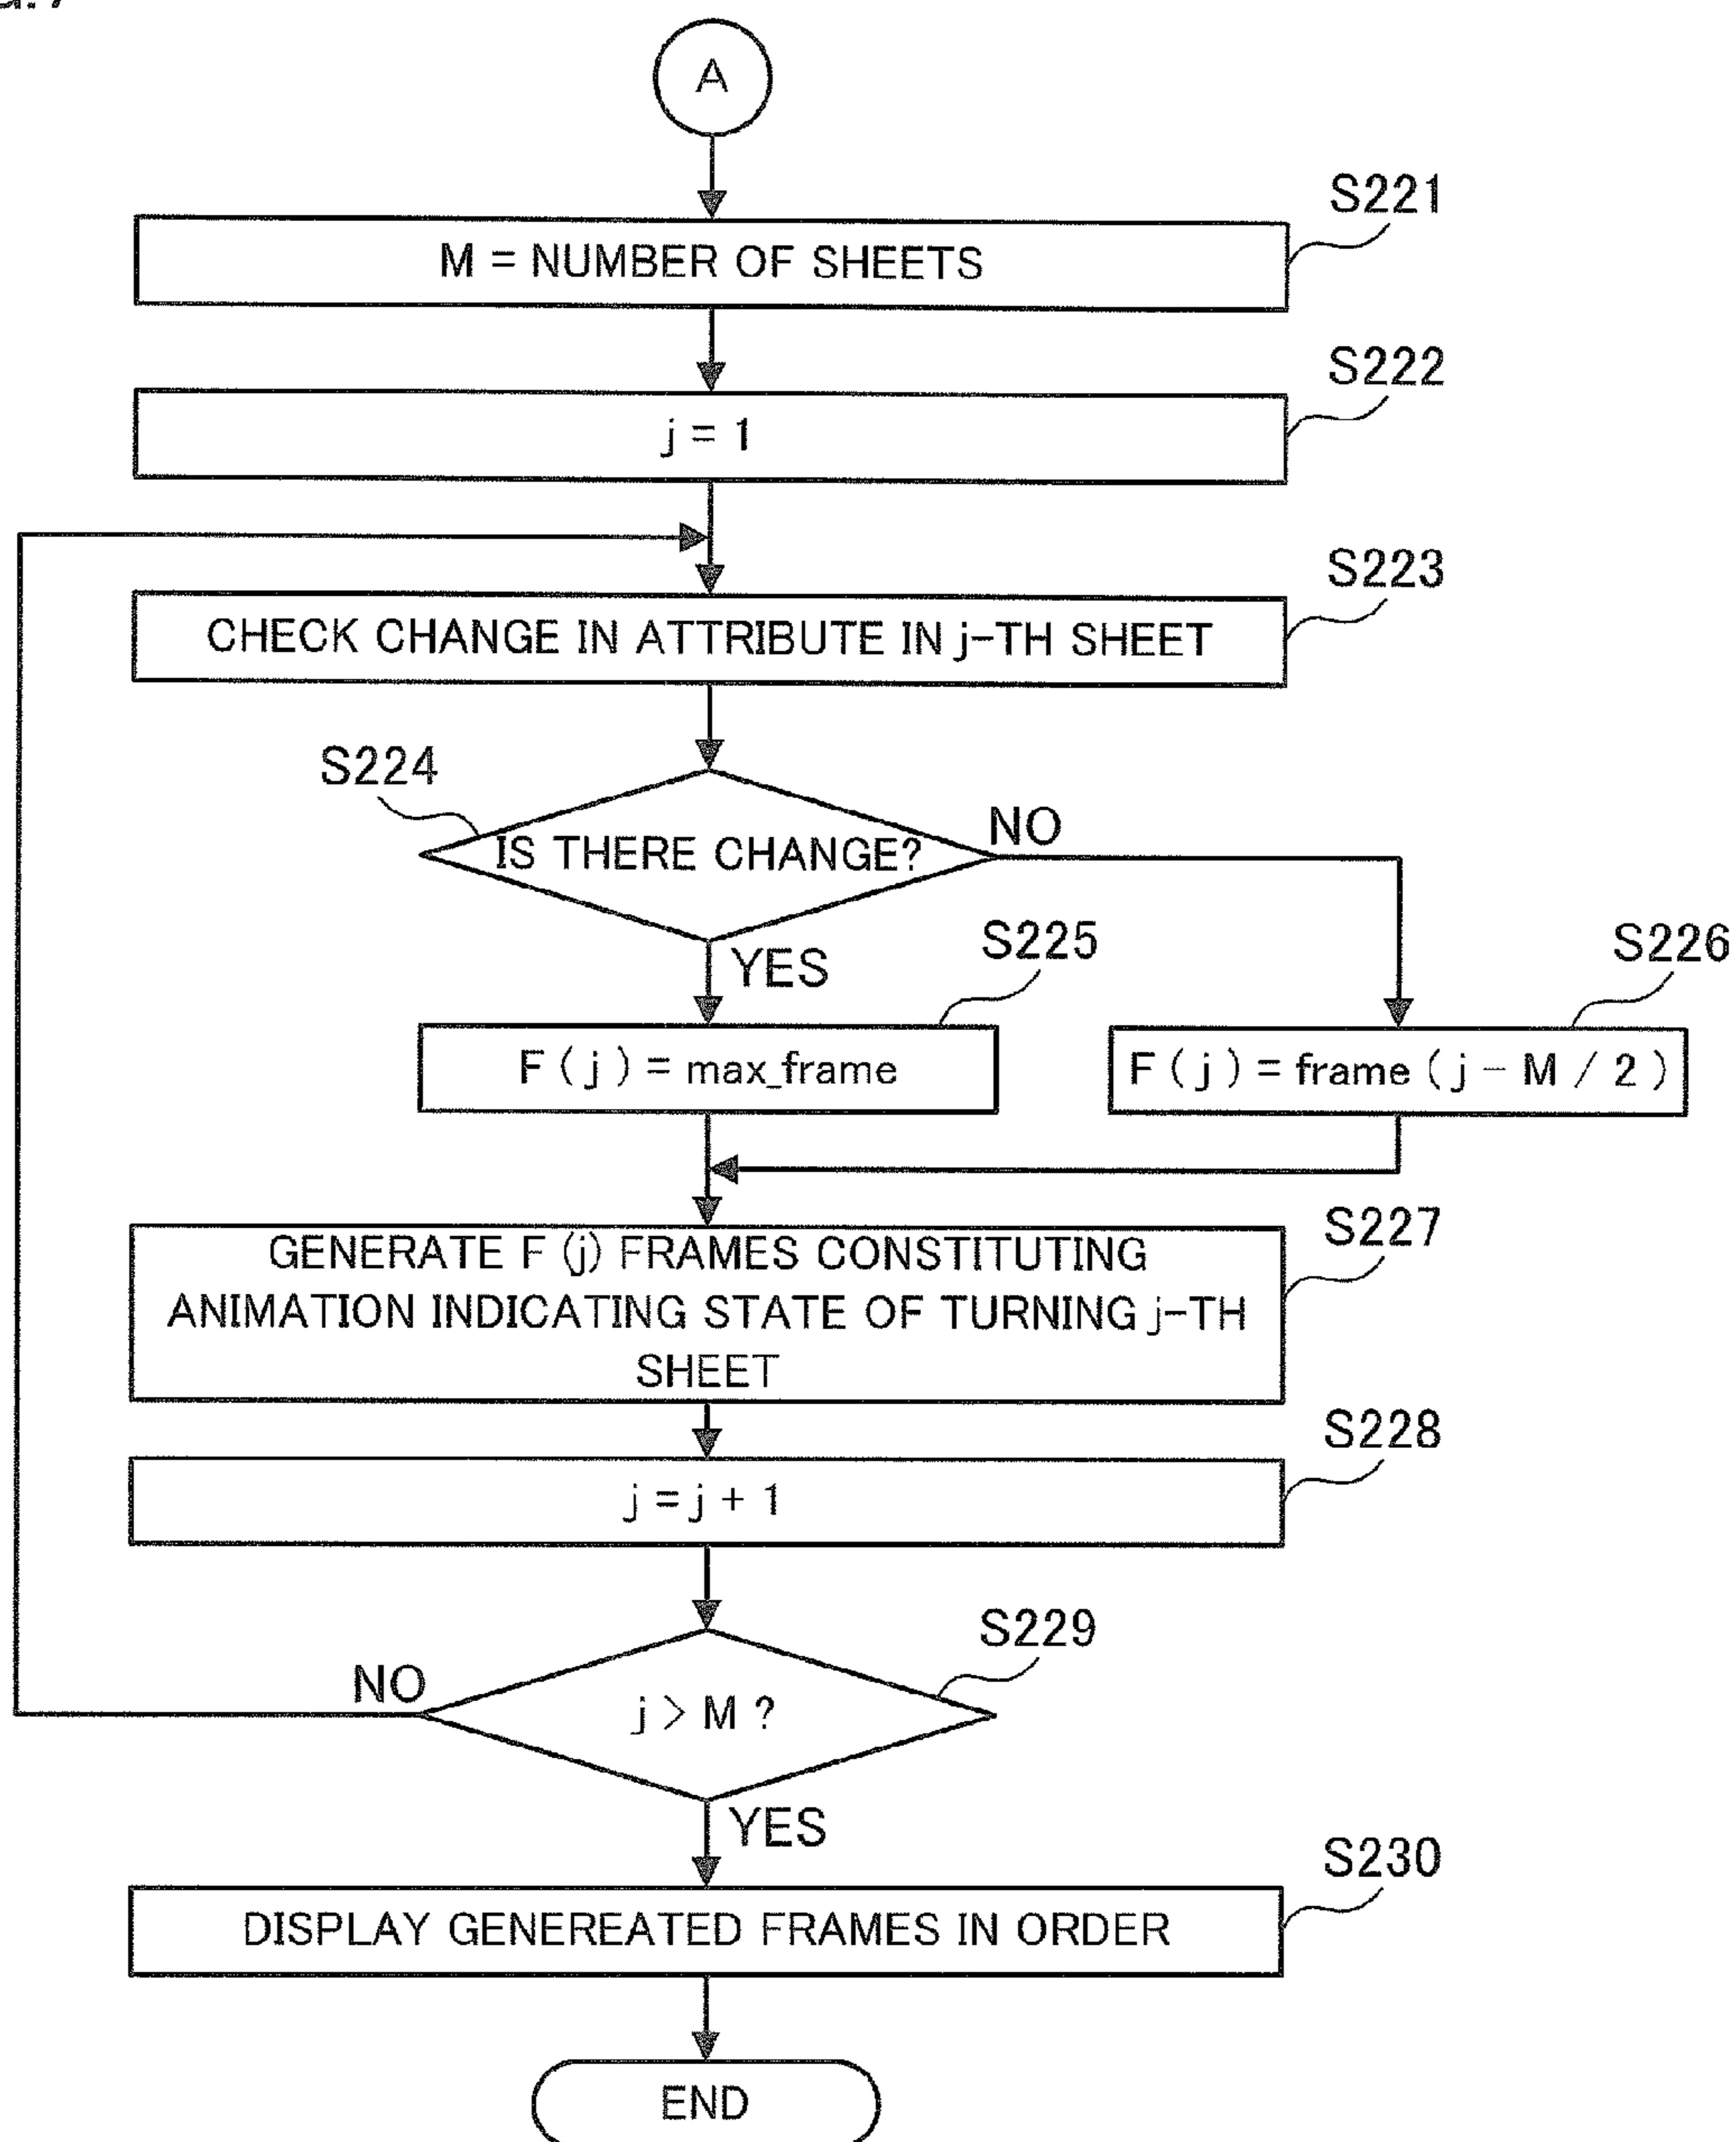 A
S221
M = NUMBER OF SHEETS
S222
j = 1
S223
CHECK CHANGE IN ATTRIBUTE IN j-TH SHEET
S224
IS THERE CHANGE?
NO
YES
S225
S226
F ( j ) = max_frame
F ( j ) = frame ( j - M / 2 )
S227
GENERATE F (j) FRAMES CONSTITUTING
ANIMATION INDICATING STATE OF TURNING j-TH
SHEET
S228
j = j + 1
S229
NO
j > M ?
YES
S230
DISPLAY GENEREATED FRAMES IN ORDER
END